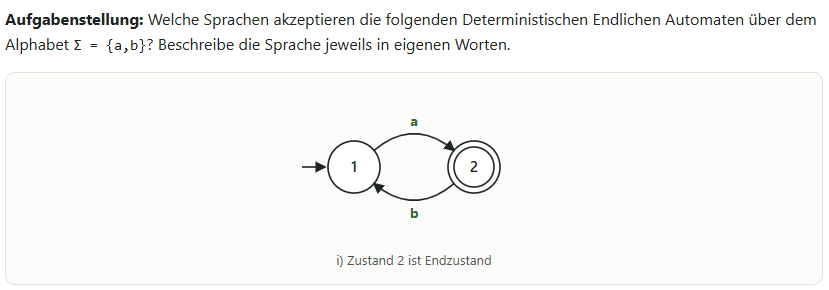 Aufgabenstellung: Welche Sprachen akzeptieren die folgenden Deterministischen Endlichen Automaten über dem
Alphabet Σ = {a,b}? Beschreibe die Sprache jeweils in eigenen Worten.
a
1
2
b
i) Zustand 2 ist Endzustand